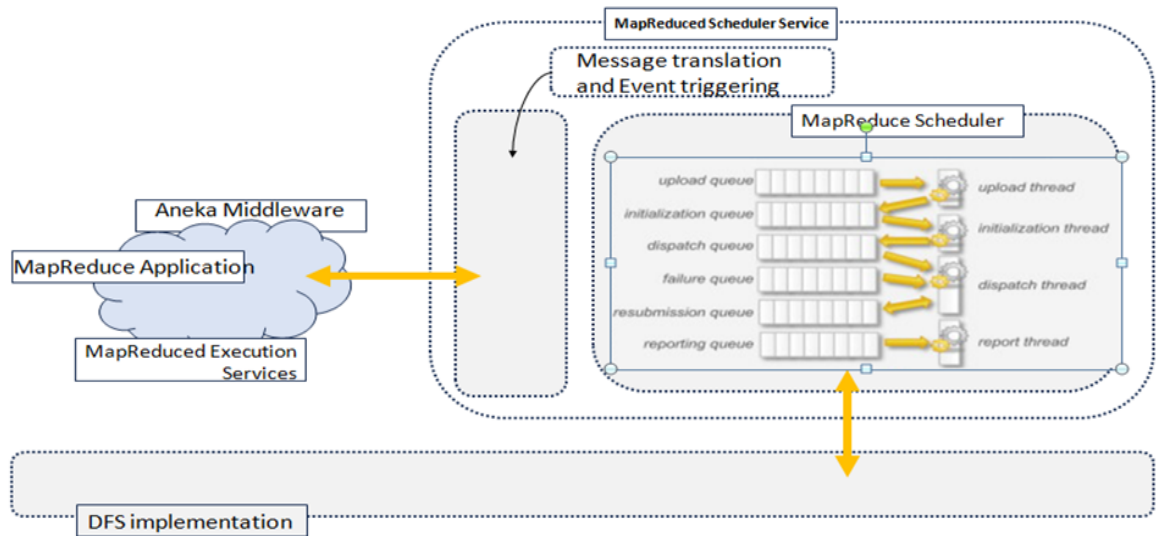 MapReduced Scheduler Service
Message translation
and Event triggering
MapReduce Scheduler
upload queue
upload thread
initialization queue
initialization thread
dispatch queue
failure queue
dispatch thread
resubmission queue
reporting queue
report thread
Aneka Middleware
MapReduce Application
MapReduced Execution
Services
DFS implementation